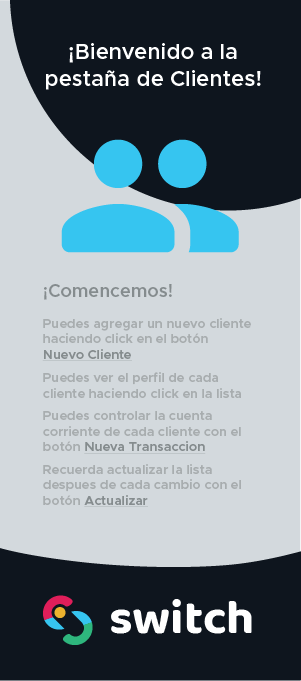 ¡Bienvenido a la
pestaña de Clientes!
¡Comencemos!
Puedes agregar un nuevo cliente
haciendo click en el botón
Nuevo Cliente
Puedes ver el perfil de cada
cliente haciendo click en la lista
Puedes controlar la cuenta
corriente de cada cliente con el
botón Nueva Transaccion
Recuerda actualizar la lista
despues de cada cambio con el
botón Actualizar
switch